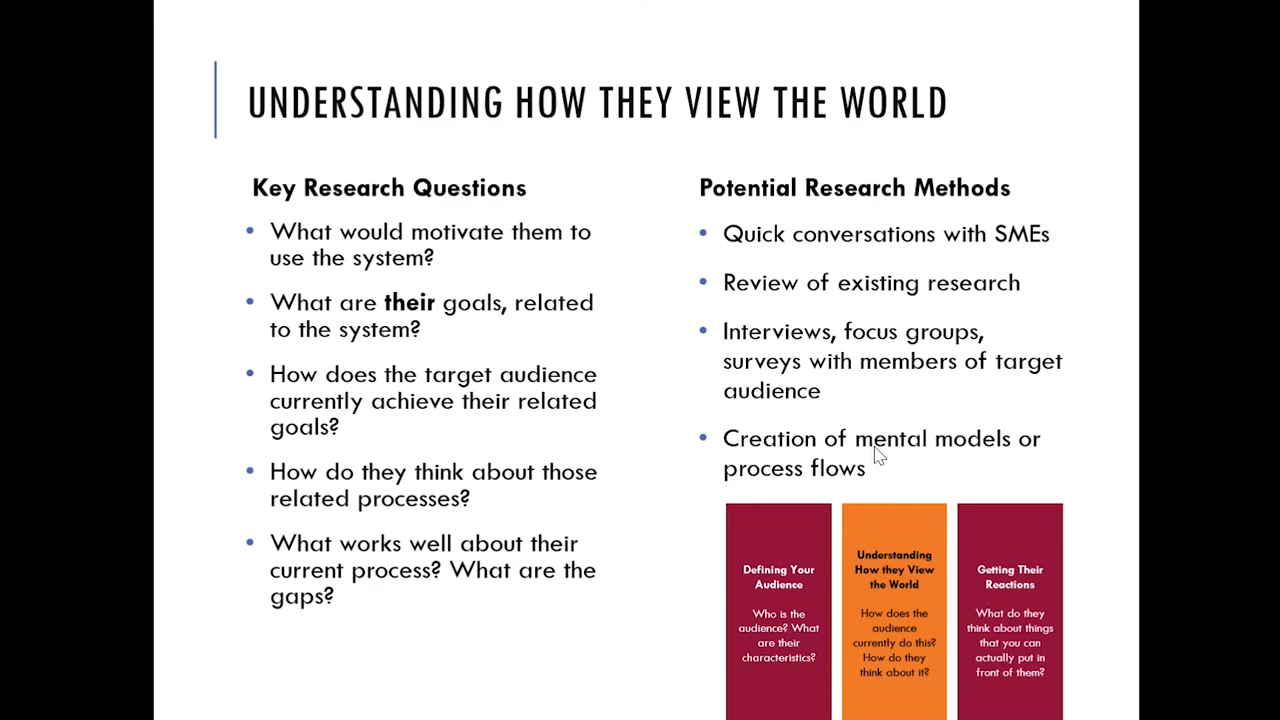 UNDERSTANDING HOW THEY VIEW THE WORLD
Key Research Questions
• What would motivate them to
use the system?
• What are their goals, related
to the system?
• How does the target audience
currently achieve their related
goals?
• How do they think about those
related processes?
• What works well about their
current process? What are the
gaps?
Potential Research Methods
• Quick conversations with SMEs
• Review of existing research
• Interviews, focus groups,
surveys with members of target
audience
• Creation of mental models or
process flows
Defining Your
Audience
Who is the
audience? What
are their
characteristics?
Understanding
How they View
the World
How does the
audience
currently do this?
How do they
think about it?
Getting Their
Reactions
What do they
think about things
that you can
actually put in
front of them?